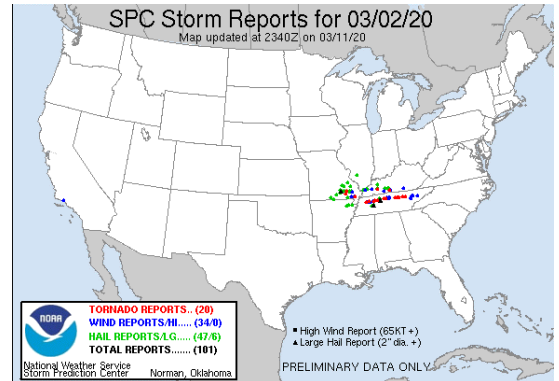 SPC Storm Reports for 03/02/20
Map updated at 2340Z on 03/11/20
NOAA
TORNADO REPORTS.. (20)
WIND REPORTS/HI..... (34/0)
HAIL REPORTS/LG..... (47/6)
TOTAL REPORTS...... (101)
National Weather Service
Storm Prediction Center Norman, Oklahoma
High Wind Report (65KT +)
Large Hail Report (2" dia. +)
PRELIMINARY DATA ONLY